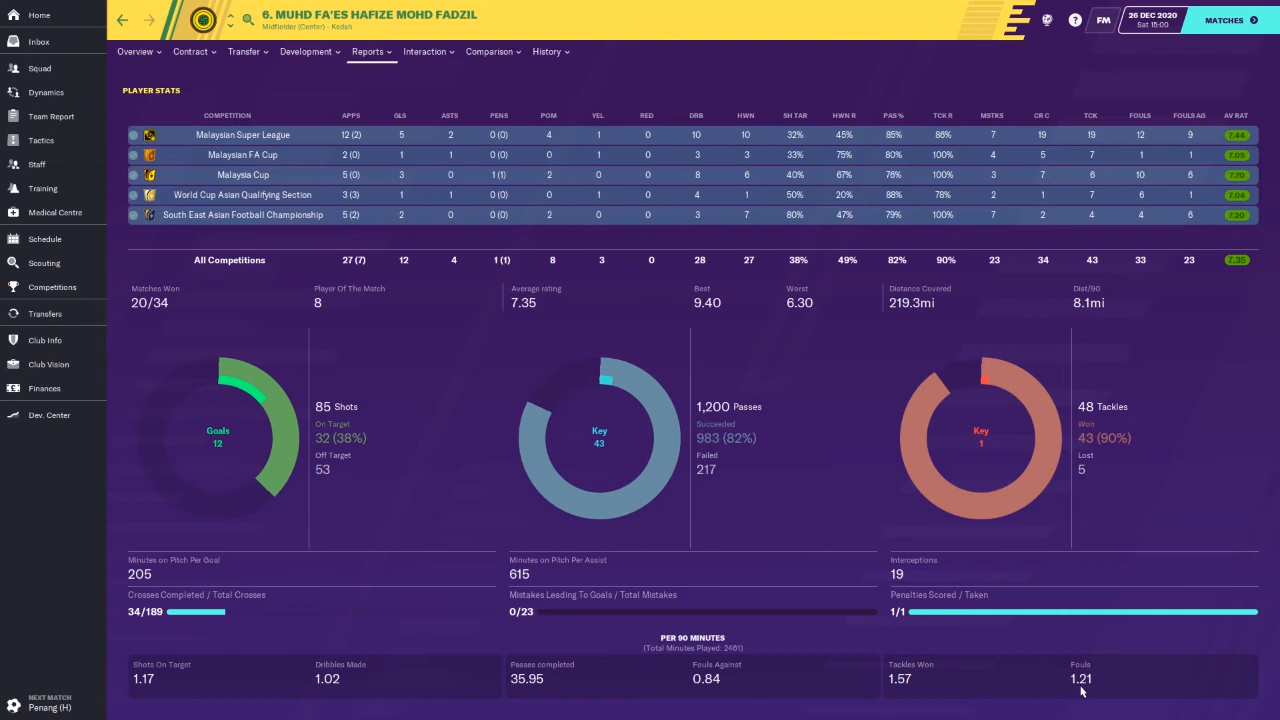 Home
Inbox
Squad
Dynamics
Team Report
Tactics
Staff
Training
Medical Centre
Schedule
Scouting
Competitions
Transfers
Club Info
Club Vision
Finances
Dev. Center
NEXT MATCH
Penang (H)
6. MUHD FA'ES HAFIZE MOHD FADZIL
Midfielder (Center) - Kedah
? FM 26 DEC 2020 MATCHES
Sat 15:00
Overview Contract Transfer Development Reports Interaction Comparison History
PLAYER STATS
COMPETITION APPS GLS ASTS PENS POM YEL RED DRB HWN SH TAR HWN R PAS % TCK R MSTKS CR C TCK FOULS FOULS AG AV RAT
Malaysian Super League 12 (2) 5 2 0 (0) 4 1 0 10 10 32% 45% 85% 86% 7 19 19 12 9 7.44
Malaysian FA Cup 2 (0) 1 1 0 (0) 0 1 0 3 3 33% 75% 80% 100% 4 5 7 1 1 7.05
Malaysia Cup 5 (0) 3 0 1 (1) 2 0 0 8 6 40% 67% 76% 100% 3 7 6 10 6 7.70
World Cup Asian Qualifying Section 3 (3) 1 1 0 (0) 0 1 0 4 1 50% 20% 88% 78% 2 1 7 6 1 7.04
South East Asian Football Championship 5 (2) 2 0 0 (0) 2 0 0 3 7 80% 47% 79% 100% 7 2 4 4 6 7.20
All Competitions 27 (7) 12 4 1 (1) 8 3 0 28 27 38% 49% 82% 90% 23 34 43 33 23 7.35
Matches Won Player Of The Match Average rating Best Worst Distance Covered Dist/90
20/34 8 7.35 9.40 6.30 219.3mi 8.1mi
Goals
12
85 Shots
On Target
32 (38%)
Off Target
53
Key
43
1,200 Passes
Succeeded
983 (82%)
Failed
217
Key
1
48 Tackles
Won
43 (90%)
Lost
5
Minutes on Pitch Per Goal Minutes on Pitch Per Assist Interceptions
205 615 19
Crosses Completed / Total Crosses Mistakes Leading To Goals / Total Mistakes Penalties Scored / Taken
34/189 0/23 1/1
PER 90 MINUTES
(Total Minutes Played: 2461)
Shots On Target Dribbles Made Passes completed Fouls Against Tackles Won Fouls
1.17 1.02 35.95 0.84 1.57 1.21